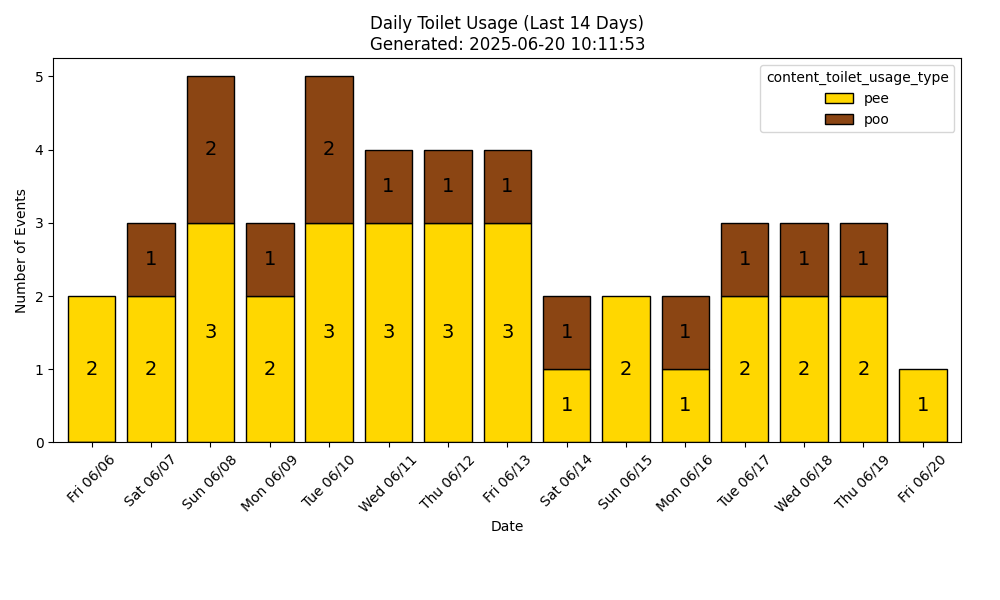 Daily Toilet Usage (Last 14 Days)
Generated: 2025-06-20 10:11:53
content_toilet_usage_type
pee
poo
Number of Events
5
4
3
2
1
0
2
2
1
3
2
2
1
3
2
3
1
3
1
3
1
1
1
2
1
1
2
1
2
1
2
1
1
Fri 06/06
Sat 06/07
Sun 06/08
Mon 06/09
Tue 06/10
Wed 06/11
Thu 06/12
Fri 06/13
Sat 06/14
Sun 06/15
Mon 06/16
Tue 06/17
Wed 06/18
Thu 06/19
Fri 06/20
Date